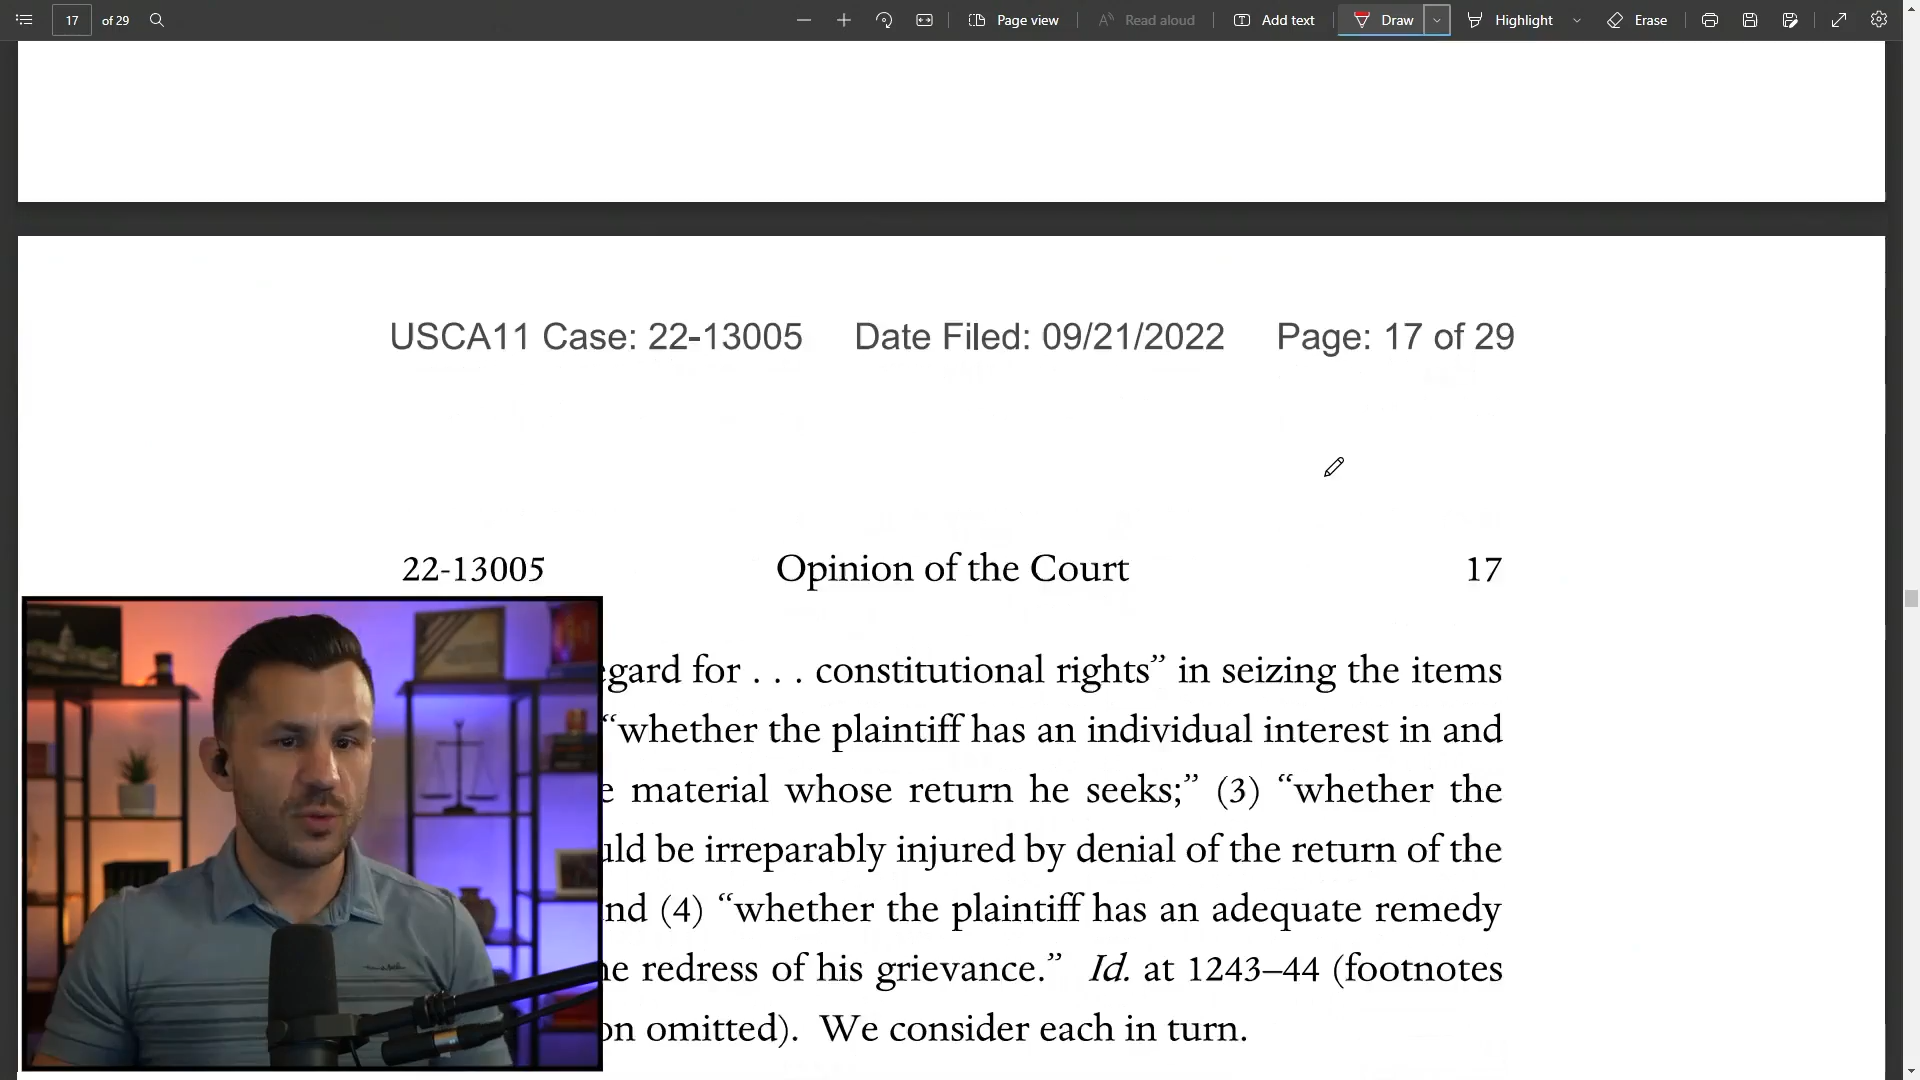 17 of 29 Page view Read aloud Add text Draw Highlight Erase
USCA11 Case: 22-13005 Date Filed: 09/21/2022 Page: 17 of 29
22-13005 Opinion of the Court 17
egard for . . . constitutional rights” in seizing the items
“whether the plaintiff has an individual interest in and
e material whose return he seeks;” (3) “whether the
uld be irreparably injured by denial of the return of the
nd (4) “whether the plaintiff has an adequate remedy
he redress of his grievance.” Id. at 1243–44 (footnotes
on omitted). We consider each in turn.